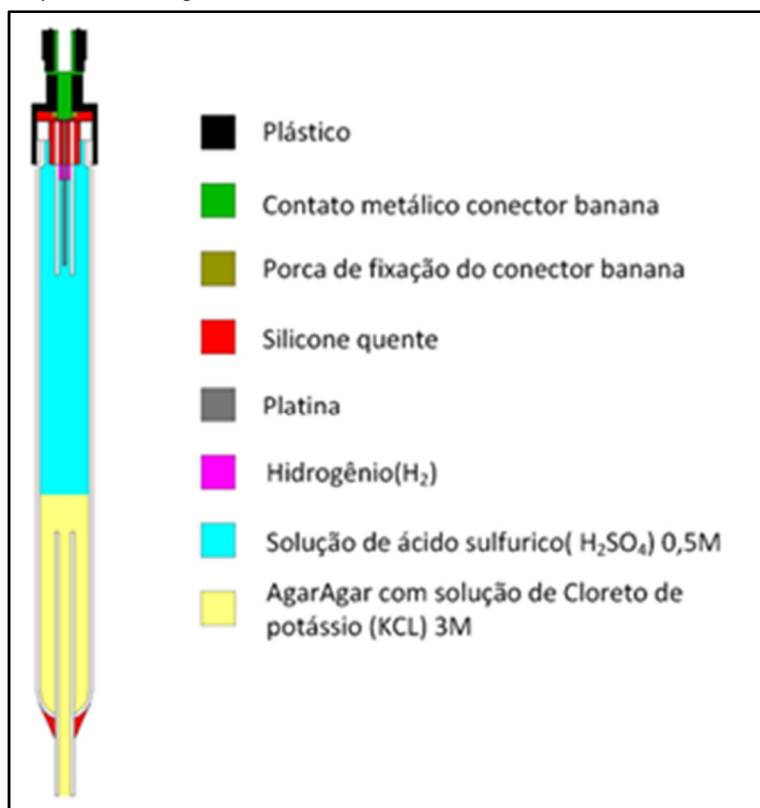 Plástico
Contato metálico conector banana
Porca de fixação do conector banana
Silicone quente
Platina
Hidrogênio(H₂)
Solução de ácido sulfurico( H₂SO₄) 0,5M
AgarAgar com solução de Cloreto de
potássio (KCL) 3M